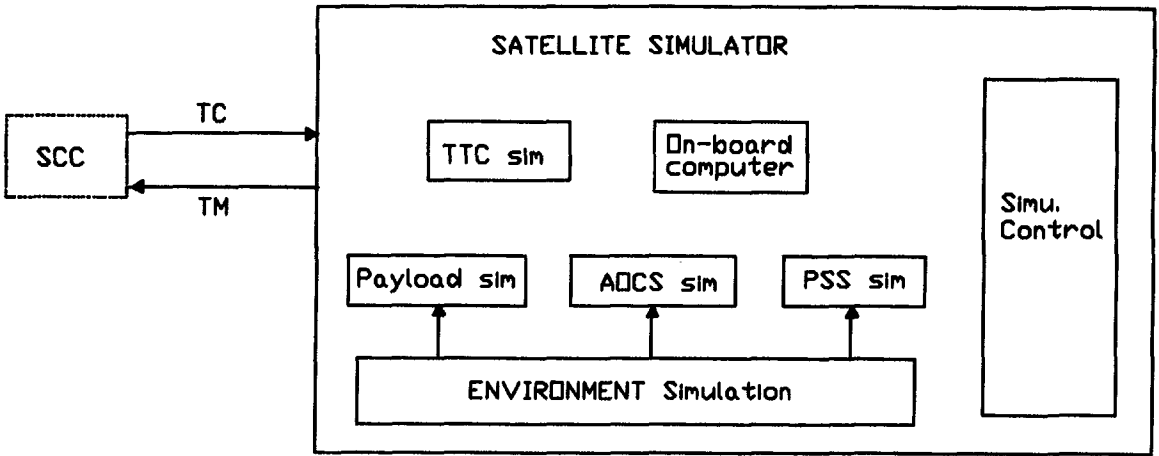 SATELLITE SIMULATOR
TC
SCC
TM
TTC sim
On-board
computer
Simu.
Control
Payload sim
AOCS sim
PSS sim
ENVIRONMENT Simulation